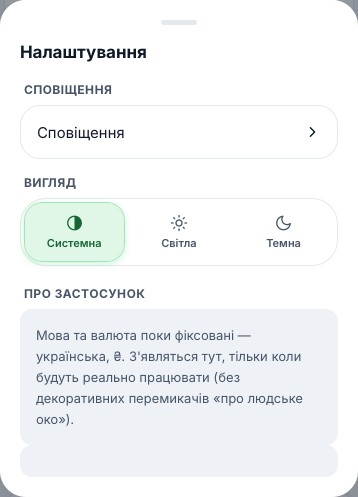 Налаштування
СПОВІЩЕННЯ
Сповіщення
ВИГЛЯД
Системна
Світла
Темна
ПРО ЗАСТОСУНОК
Мова та валюта поки фіксовані —
українська, ₴. З'являться тут, тільки коли
будуть реально працювати (без
декоративних перемикачів «про людське
око»).